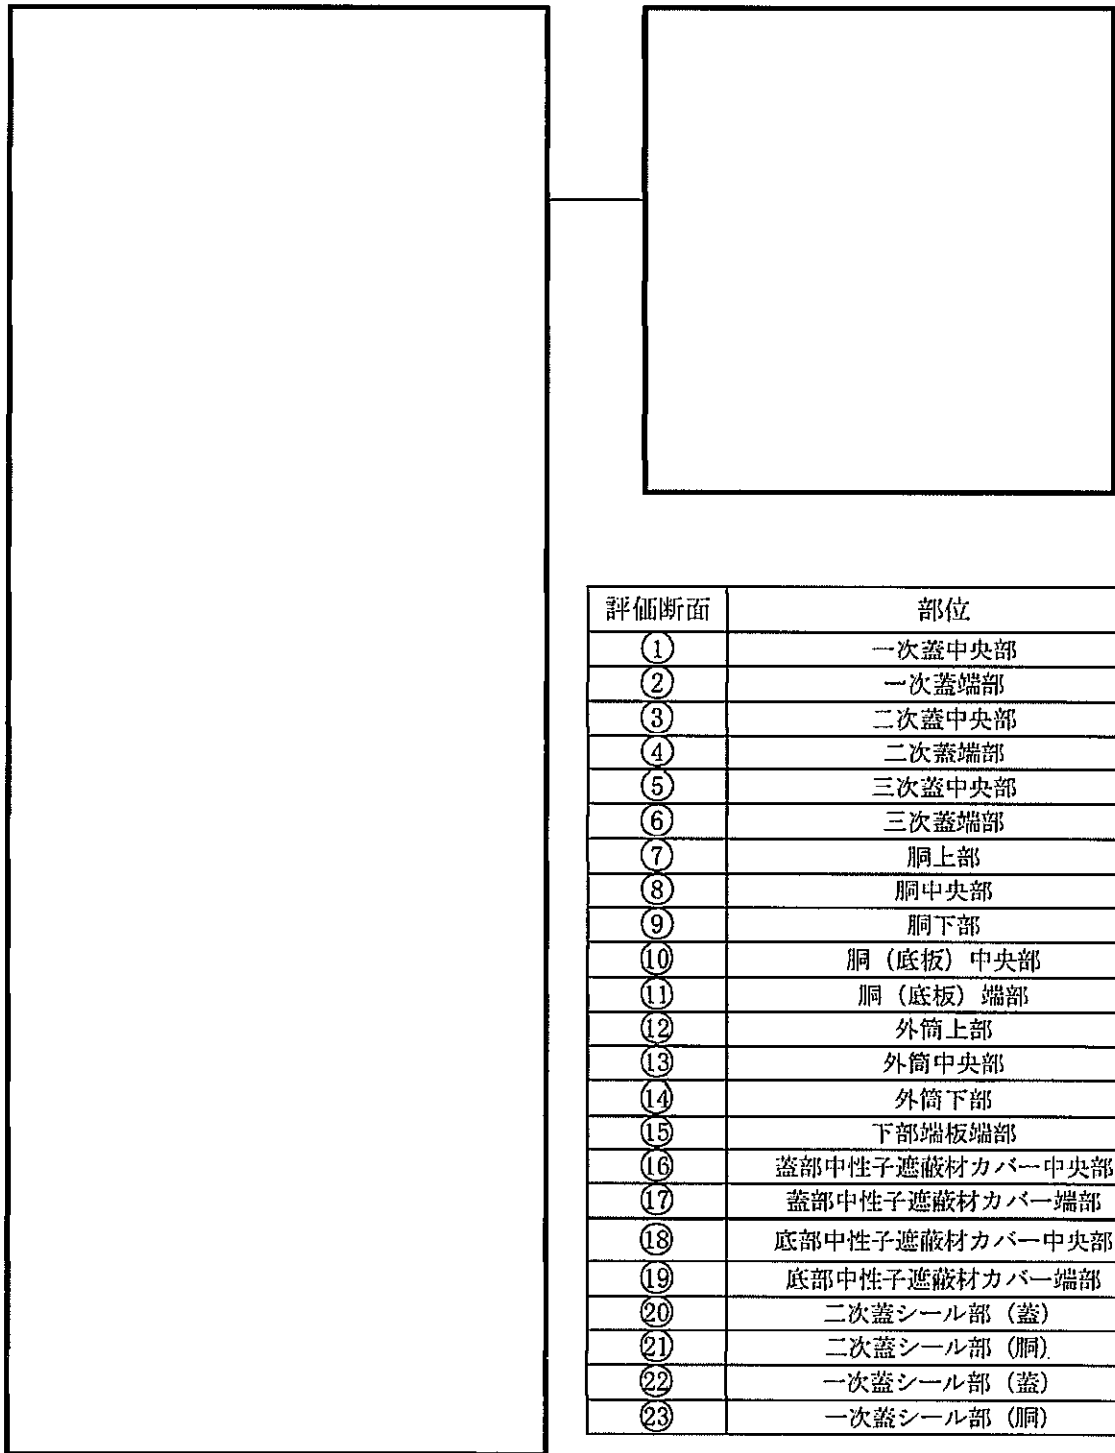 評価断面 部位
① 一次蓋中央部
② 一次蓋端部
③ 二次蓋中央部
④ 二次蓋端部
⑤ 三次蓋中央部
⑥ 三次蓋端部
⑦ 胴上部
⑧ 胴中央部
⑨ 胴下部
⑩ 胴（底板）中央部
⑪ 胴（底板）端部
⑫ 外筒上部
⑬ 外筒中央部
⑭ 外筒下部
⑮ 下部端板端部
⑯ 蓋部中性子遮蔽材カバー中央部
⑰ 蓋部中性子遮蔽材カバー端部
⑱ 底部中性子遮蔽材カバー中央部
⑲ 底部中性子遮蔽材カバー端部
⑳ 二次蓋シール部（蓋）
㉑ 二次蓋シール部（胴）
㉒ 一次蓋シール部（蓋）
㉓ 一次蓋シール部（胴）